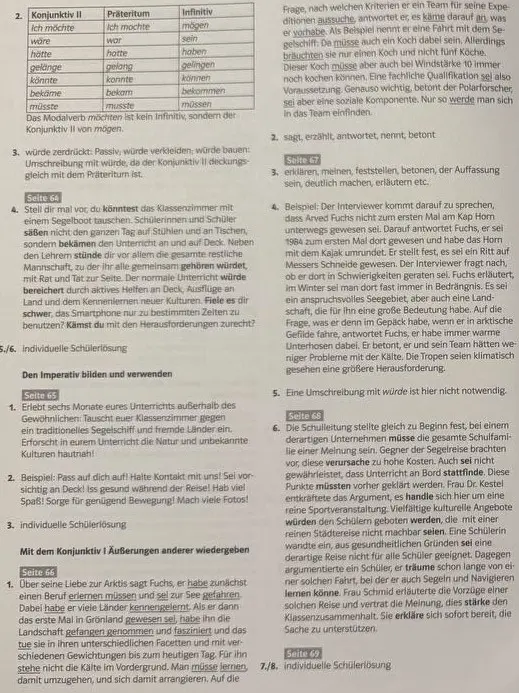 2. Konjunktiv II Präteritum Infinitiv
ich möchte ich mochte mögen
wäre war sein
hätte hatte haben
gelänge gelang gelingen
könnte konnte können
bekäme bekam bekommen
müsste musste müssen
Das Modalverb möchten ist kein Infinitiv, sondern der
Konjunktiv II von mögen.
3. würde zerdrückt: Passiv; würde verkleiden; würde bauen:
Umschreibung mit würde, da der Konjunktiv II deckungs-
gleich mit dem Präteritum ist.
Seite 64
4. Stell dir mal vor, du könntest das Klassenzimmer mit
einem Segelboot tauschen. Schülerinnen und Schüler
säßen nicht den ganzen Tag auf Stühlen und an Tischen,
sondern bekämen den Unterricht an und auf Deck. Neben
den Lehrern stünde dir vor allem die gesamte restliche
Mannschaft, zu der ihr alle gemeinsam gehören würdet,
mit Rat und Tat zur Seite. Der normale Unterricht würde
bereichert durch aktives Helfen an Deck, Ausflüge an
Land und dem Kennenlernen neuer Kulturen. Fiele es dir
schwer, das Smartphone nur zu bestimmten Zeiten zu
benutzen? Kämst du mit den Herausforderungen zurecht?
5./6. individuelle Schülerlösung
Den Imperativ bilden und verwenden
Seite 65
1. Erlebt sechs Monate eures Unterrichts außerhalb des
Gewöhnlichen: Tauscht euer Klassenzimmer gegen
ein traditionelles Segelschiff und fremde Länder ein.
Erforscht in eurem Unterricht die Natur und unbekannte
Kulturen hautnah!
2. Beispiel: Pass auf dich auf! Halte Kontakt mit uns! Sei vor-
sichtig an Deck! Iss gesund während der Reise! Hab viel
Spaß! Sorge für genügend Bewegung! Mach viele Fotos!
3. individuelle Schülerlösung
Mit dem Konjunktiv I Äußerungen anderer wiedergeben
Seite 66
1. Über seine Liebe zur Arktis sagt Fuchs, er habe zunächst
einen Beruf erlernen müssen und sei zur See gefahren.
Dabei habe er viele Länder kennengelernt. Als er dann
das erste Mal in Grönland gewesen sei, habe ihn die
Landschaft gefangen genommen und fasziniert und das
tue sie in ihren unterschiedlichen Facetten und mit ver-
schiedenen Gewichtungen bis zum heutigen Tag. Für ihn
stehe nicht die Kälte im Vordergrund. Man müsse lernen,
damit umzugehen, und sich damit arrangieren. Auf die
Frage, nach welchen Kriterien er ein Team für seine Expe-
ditionen aussuche, antwortet er, es käme darauf an, was
er vorhabe. Als Beispiel nennt er eine Fahrt mit dem Se-
gelschiff: Da müsse auch ein Koch dabei sein. Allerdings
bräuchten sie nur einen Koch und nicht fünf Köche.
Dieser Koch müsse aber auch bei Windstärke 10 immer
noch kochen können. Eine fachliche Qualifikation sei also
Voraussetzung. Genauso wichtig, betont der Polarforscher,
sei aber eine soziale Komponente. Nur so werde man sich
in das Team einfinden.
2. sagt, erzählt, antwortet, nennt, betont
Seite 67
3. erklären, meinen, feststellen, betonen, der Auffassung
sein, deutlich machen, erläutern etc.
4. Beispiel: Der Interviewer kommt darauf zu sprechen,
dass Arved Fuchs nicht zum ersten Mal am Kap Horn
unterwegs gewesen sei. Darauf antwortet Fuchs, er sei
1984 zum ersten Mal dort gewesen und habe das Horn
mit dem Kajak umrundet. Er stellt fest, es sei ein Ritt auf
Messers Schneide gewesen. Der Interviewer fragt nach,
ob er dort in Schwierigkeiten geraten sei. Fuchs erläutert,
im Winter sei man dort fast immer in Bedrängnis. Es sei
ein anspruchsvolles Seegebiet, aber auch eine Land-
schaft, die für ihn eine große Bedeutung habe. Auf die
Frage, was er denn im Gepäck habe, wenn er in arktische
Gefilde fahre, antwortet Fuchs, er habe immer warme
Unterhosen dabei. Er betont, er und sein Team hätten we-
niger Probleme mit der Kälte. Die Tropen seien klimatisch
gesehen eine größere Herausforderung.
5. Eine Umschreibung mit würde ist hier nicht notwendig.
Seite 68
6. Die Schulleitung stellte gleich zu Beginn fest, bei einem
derartigen Unternehmen müsse die gesamte Schulfami-
lie einer Meinung sein. Gegner der Segelreise brachten
vor, diese verursache zu hohe Kosten. Auch sei nicht
gewährleistet, dass Unterricht an Bord stattfinde. Diese
Punkte müssten vorher geklärt werden. Frau Dr. Kestel
entkräftete das Argument, es handle sich hier um eine
reine Sportveranstaltung. Vielfältige kulturelle Angebote
würden den Schülern geboten werden, die mit einer
reinen Städtereise nicht machbar seien. Eine Schülerin
wandte ein, aus gesundheitlichen Gründen sei eine
derartige Reise nicht für alle Schüler geeignet. Dagegen
argumentierte ein Schüler, er träume schon lange von ei-
ner solchen Fahrt, bei der er auch Segeln und Navigieren
lernen könne. Frau Schmid erläuterte die Vorzüge einer
solchen Reise und vertrat die Meinung, dies stärke den
Klassenzusammenhalt. Sie erkläre sich sofort bereit, die
Sache zu unterstützen.
Seite 69
7./8. individuelle Schülerlösung